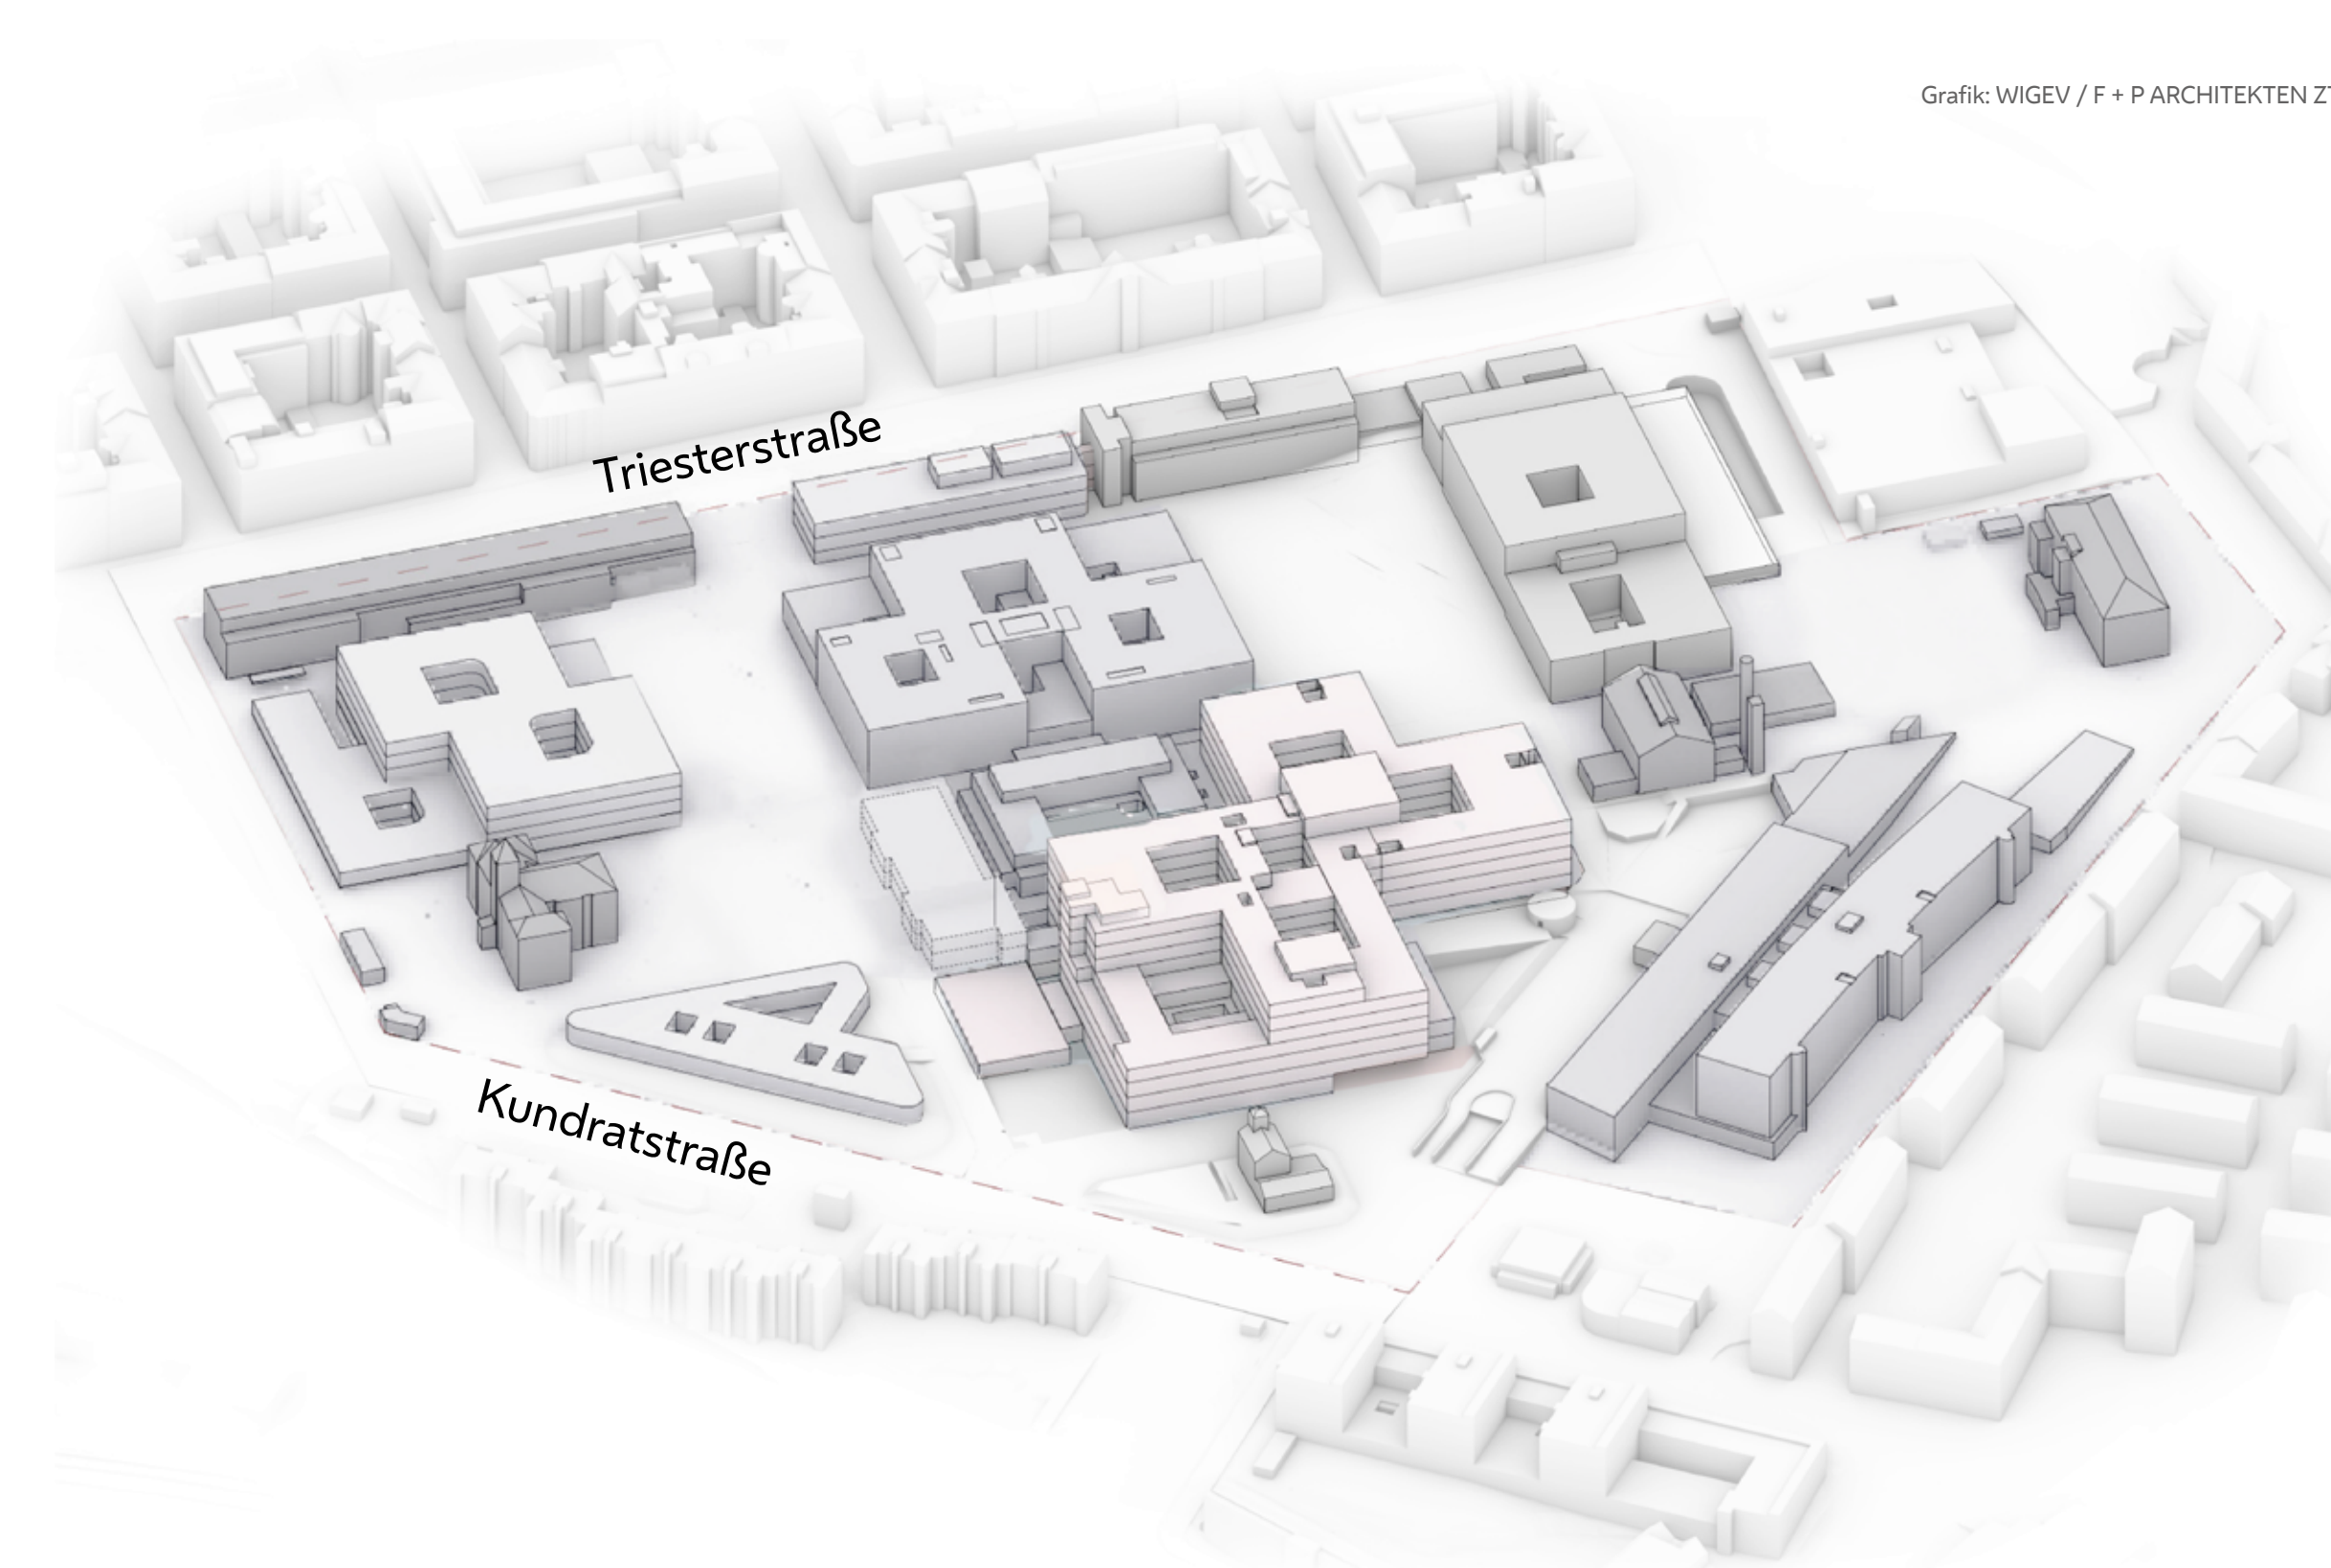 Grafik: WIGEV / F + P ARCHITEKTEN
Triesterstraße
Kundratstraße